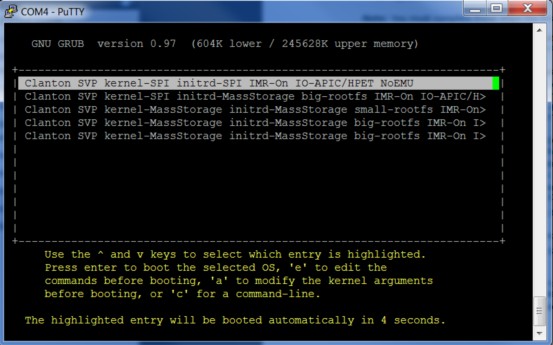 COM4 - PuTTY
GNU GRUB version 0.97 (604K lower / 245628K upper memory)
Clanton SVP kernel-SPI initrd-SPI IMR-On IO-APIC/HPET NoEMU
Clanton SVP kernel-SPI initrd-MassStorage big-rootfs IMR-On IO-APIC/H>
Clanton SVP kernel-MassStorage initrd-MassStorage small-rootfs IMR-On>
Clanton SVP kernel-MassStorage initrd-MassStorage big-rootfs IMR-On I>
Clanton SVP kernel-MassStorage initrd-MassStorage big-rootfs IMR-On I>
Use the ^ and v keys to select which entry is highlighted.
Press enter to boot the selected OS, 'e' to edit the
commands before booting, 'a' to modify the kernel arguments
before booting, or 'c' for a command-line.
The highlighted entry will be booted automatically in 4 seconds.